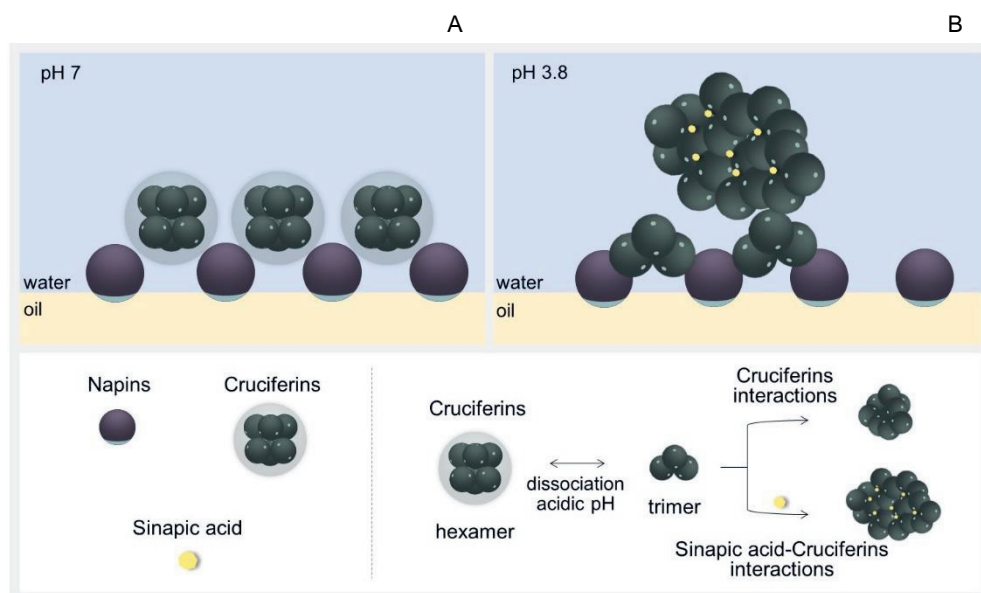 A
B
pH 7
pH 3.8
water
oil
water
oil
Napins
Cruciferins
Sinapic acid
Cruciferins
hexamer
dissociation
acidic pH
trimer
Cruciferins
interactions
Sinapic acid-Cruciferins
interactions